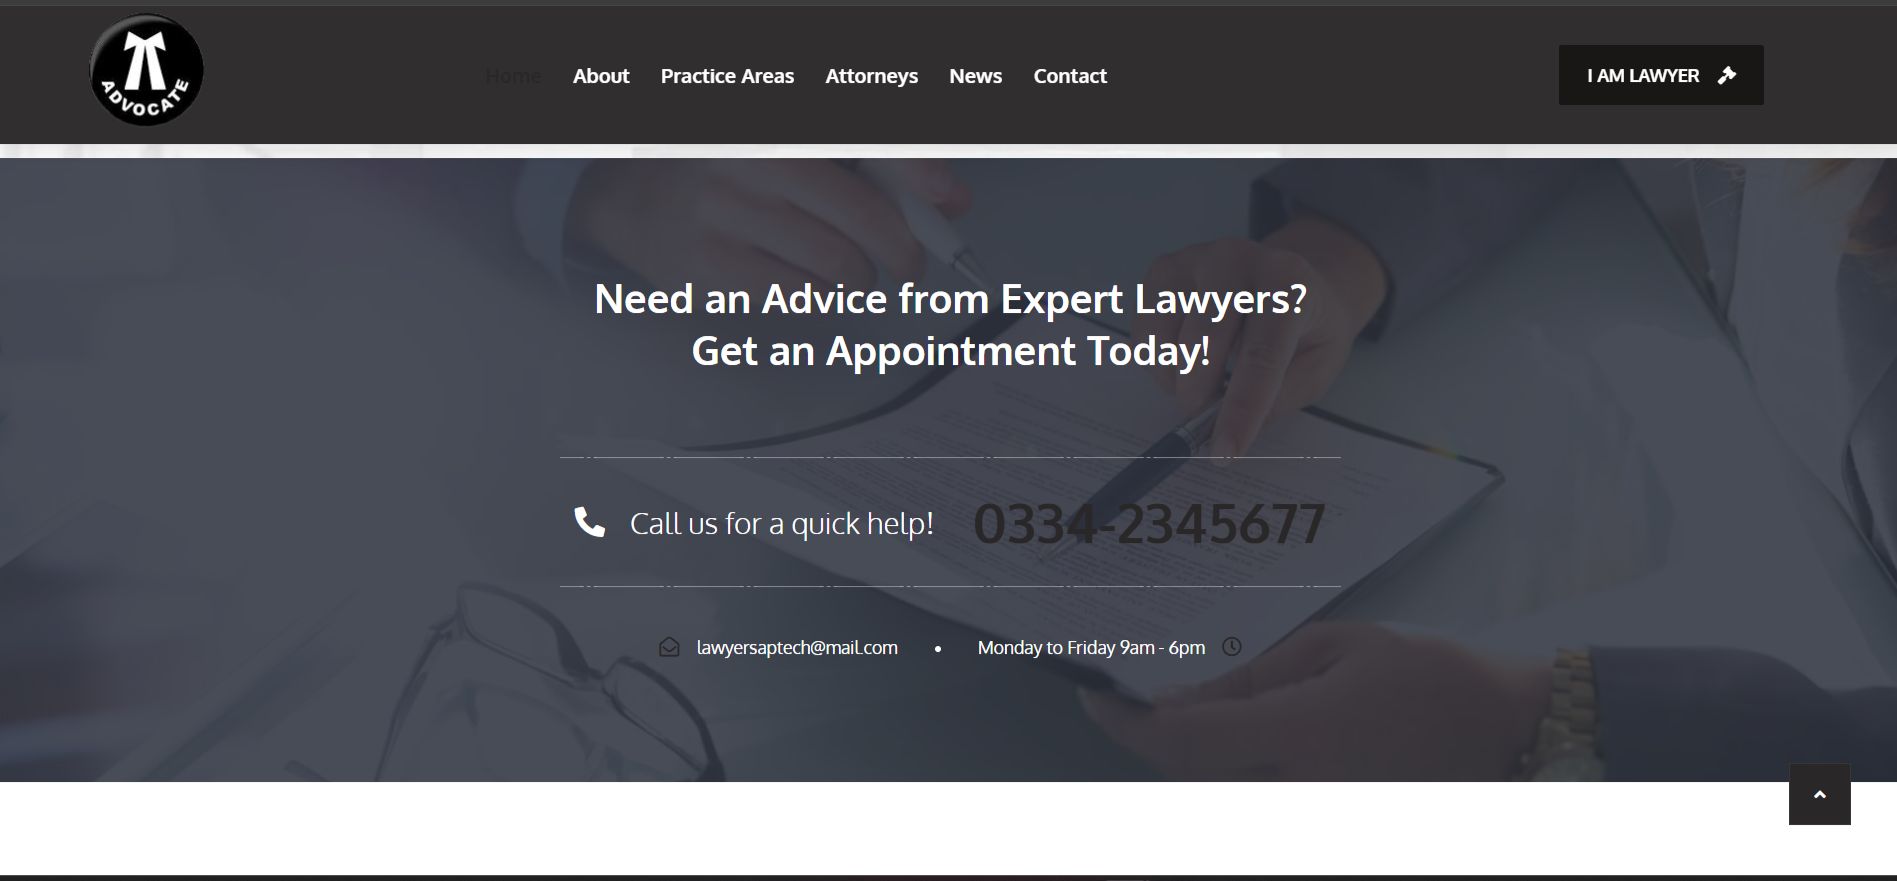 ADVOCATE
Home About Practice Areas Attorneys News Contact
I AM LAWYER
Need an Advice from Expert Lawyers?
Get an Appointment Today!
Call us for a quick help! 0334-2345677
lawyersaptech@mail.com • Monday to Friday 9am - 6pm